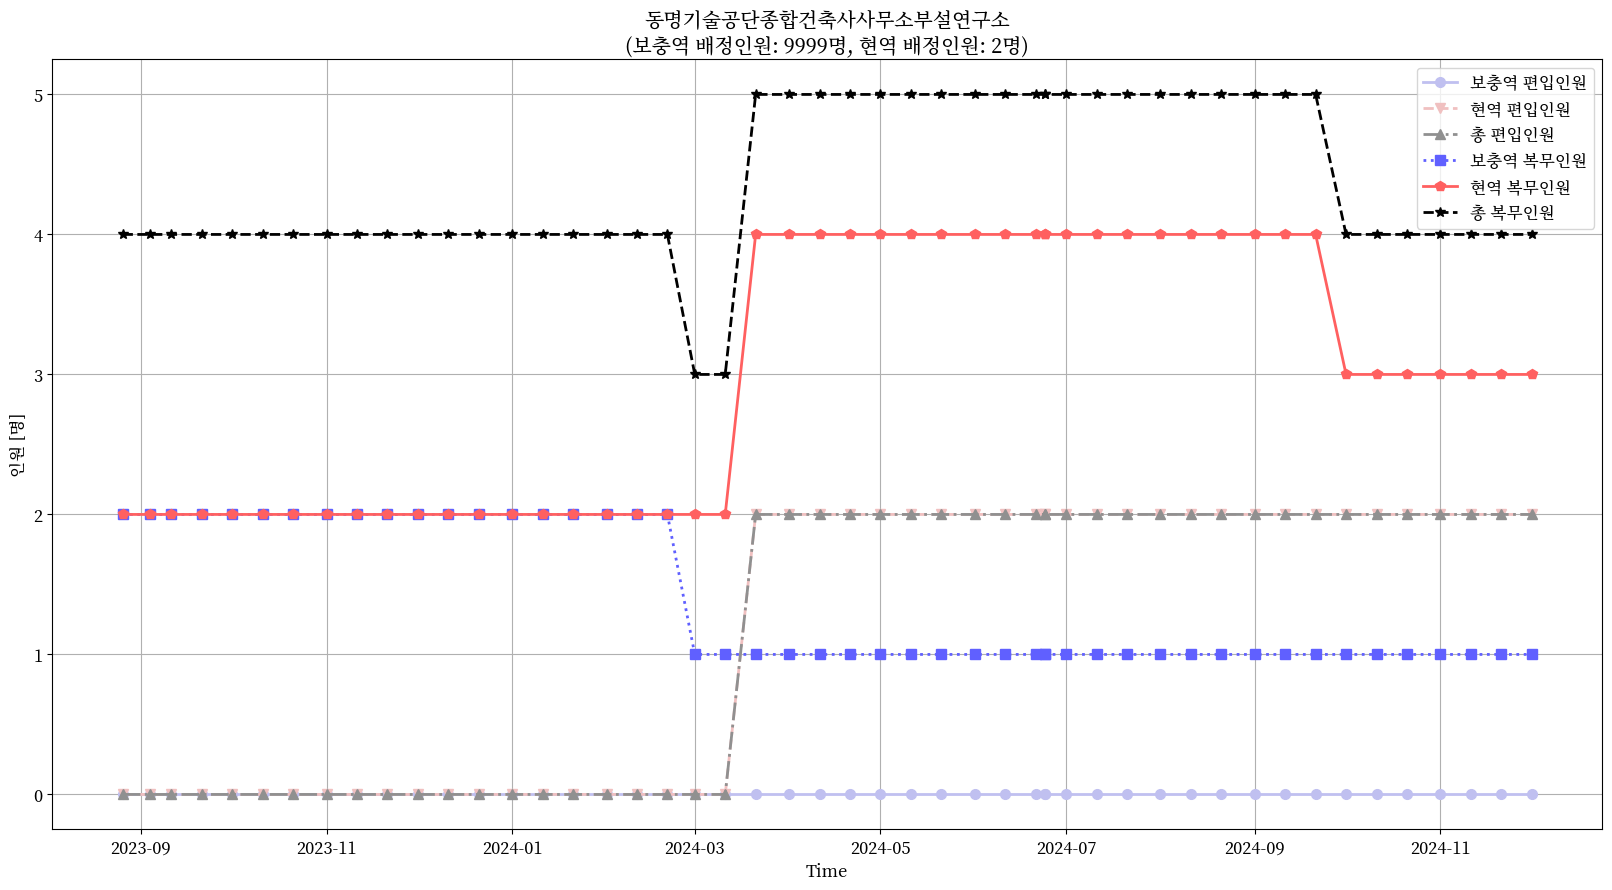 동명기술공단종합건축사사무소부설연구소
(보충역 배정인원: 9999명, 현역 배정인원: 2명)
보충역 편입인원
현역 편입인원
총 편입인원
보충역 복무인원
현역 복무인원
총 복무인원
인원 [명]
5
4
3
2
1
0
2023-09
2023-11
2024-01
2024-03
2024-05
2024-07
2024-09
2024-11
Time